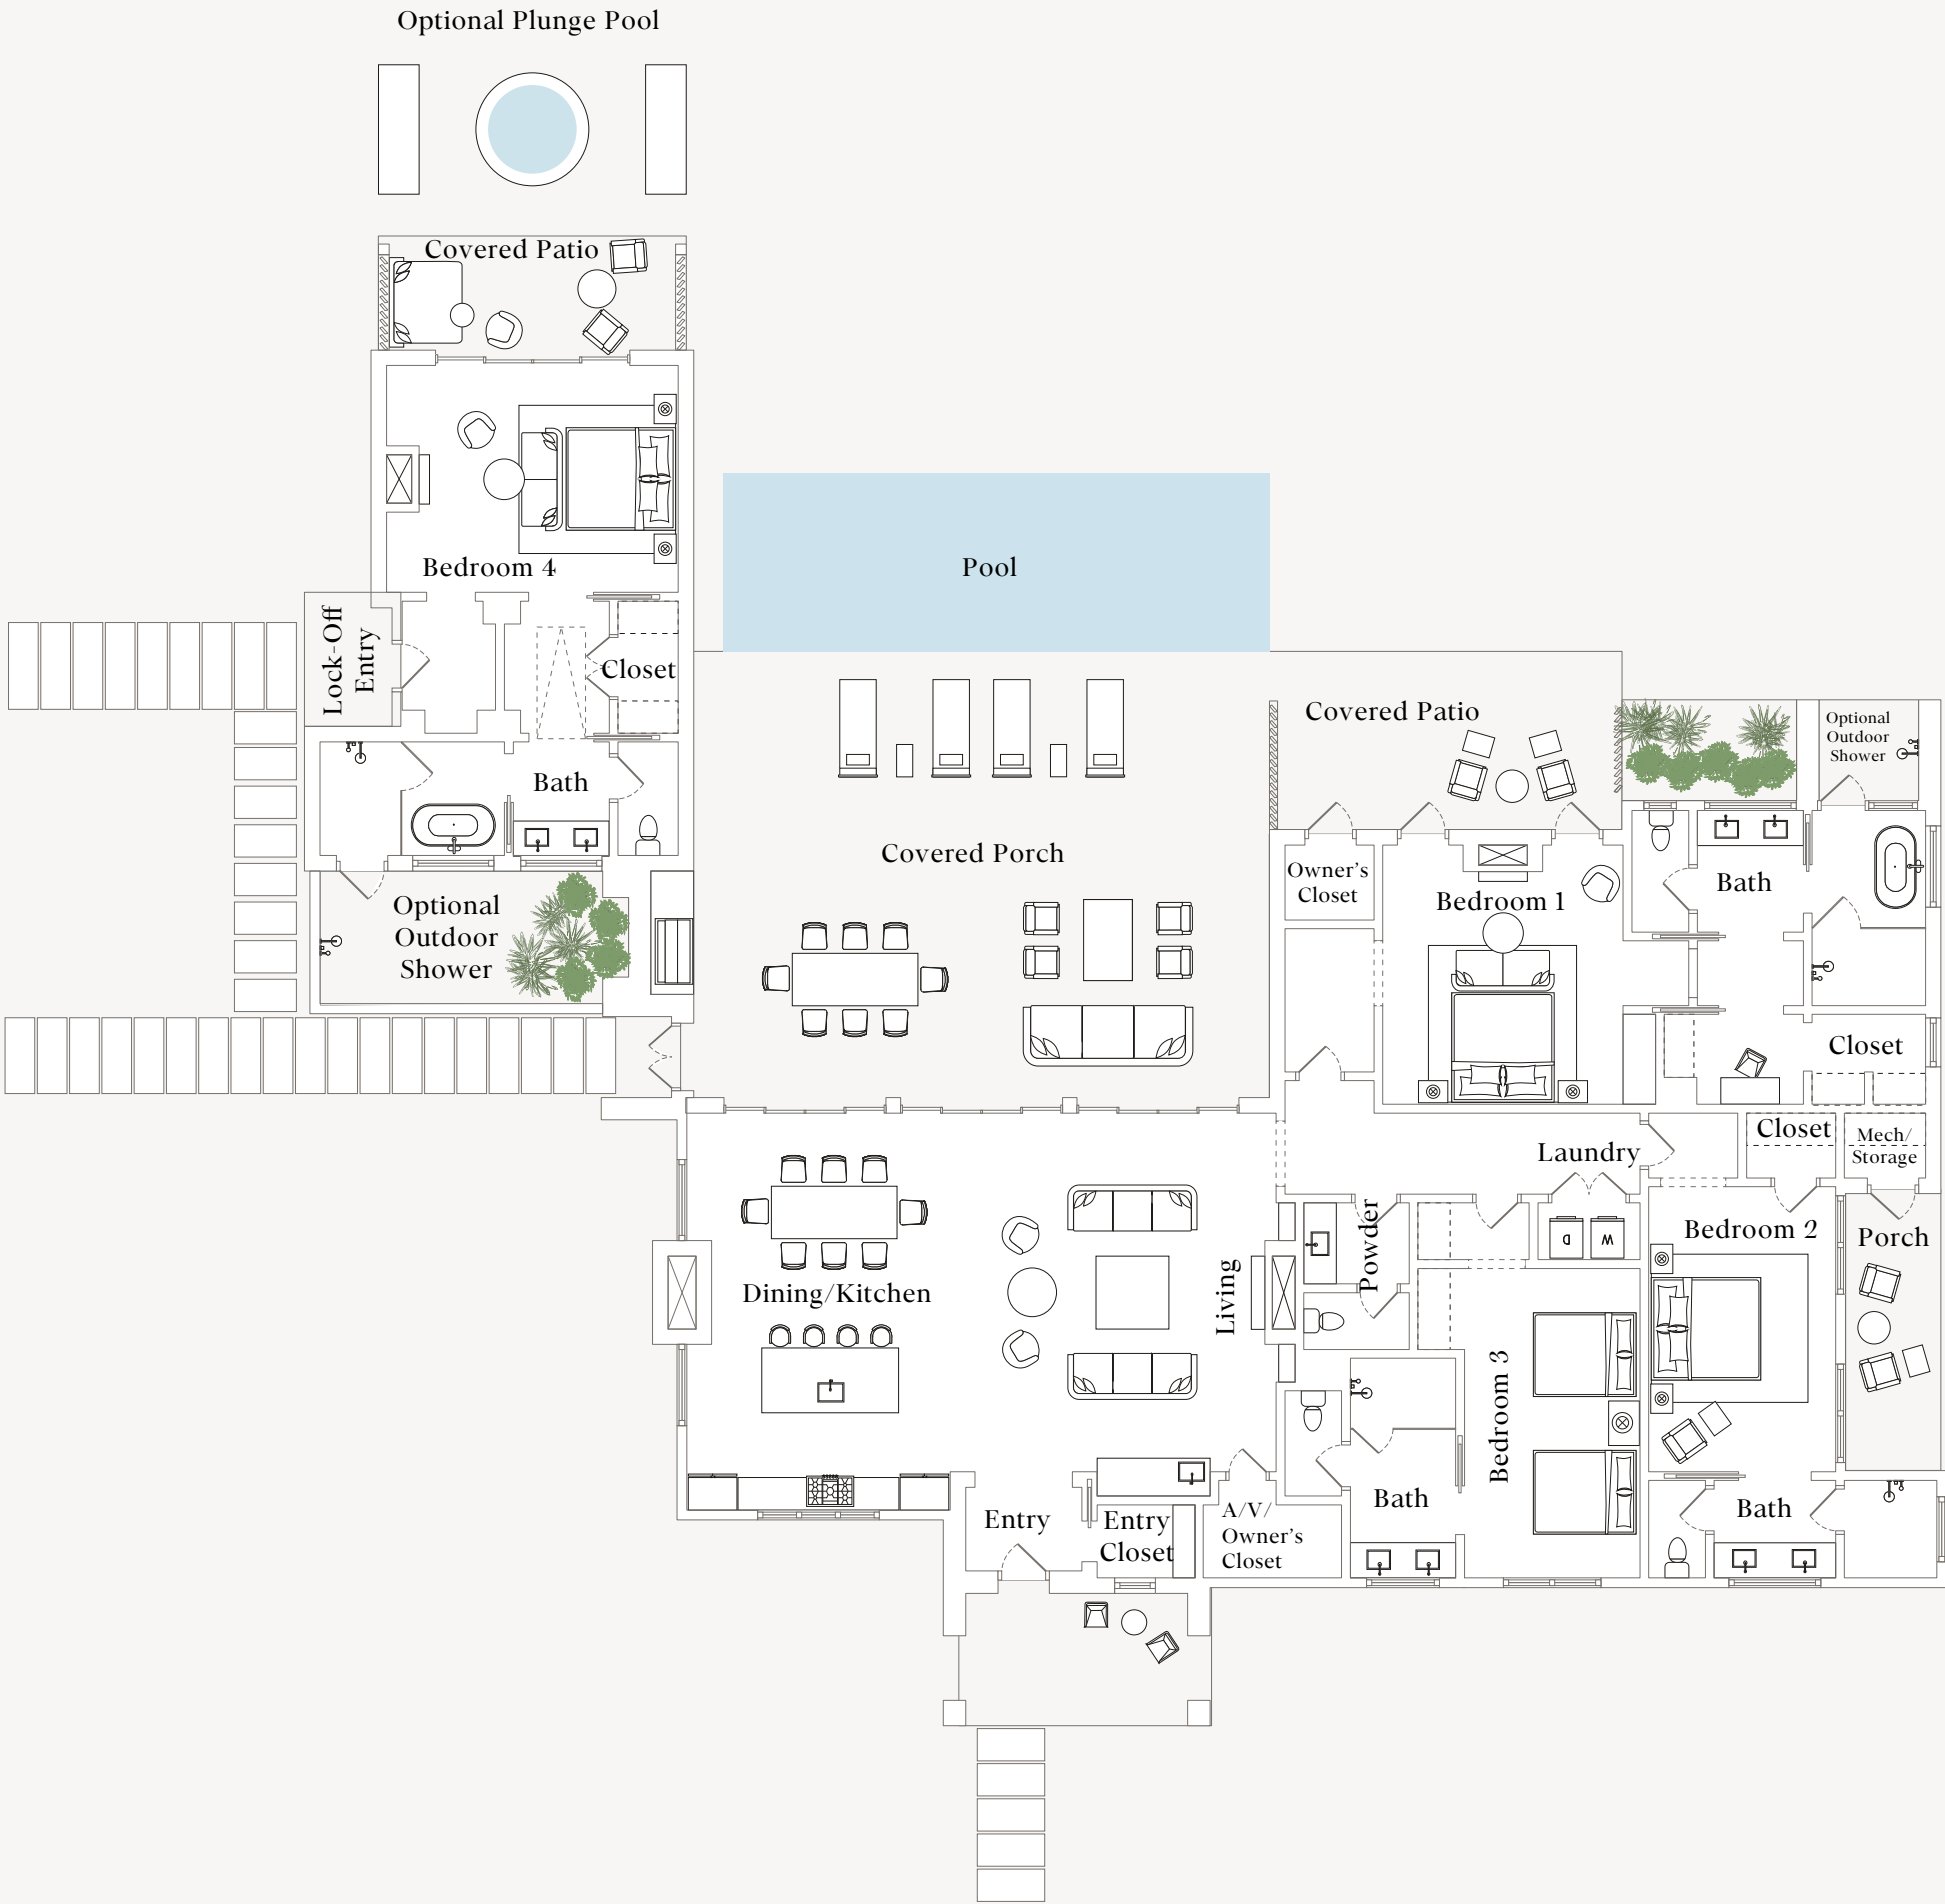 Optional Plunge Pool
Covered Patio
Bedroom 4
Pool
Lock-Off
Entry
Closet
Covered Patio
Optional
Outdoor
Shower
Bath
Covered Porch
Owner's
Closet
Bedroom 1
Bath
Optional
Outdoor
Shower
Closet
Laundry
Closet
Mech/
Storage
Powder
Bedroom 2
Porch
D
W
Dining/Kitchen
Living
Bedroom 3
Entry
Entry
Closet
A/V/
Owner's
Closet
Bath
Bath